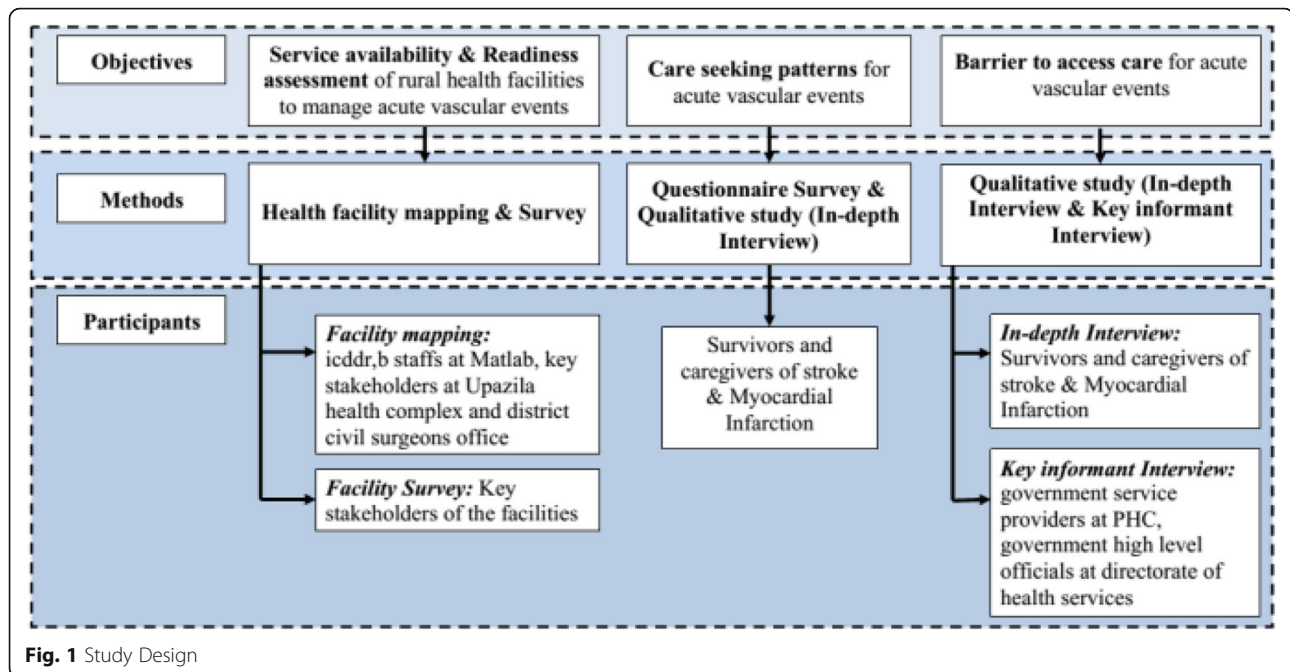 Objectives
Service availability & Readiness
assessment of rural health facilities
to manage acute vascular events
Care seeking patterns for
acute vascular events
Barrier to access care for acute
vascular events
Methods
Health facility mapping & Survey
Questionnaire Survey &
Qualitative study (In-depth
Interview)
Qualitative study (In-depth
Interview & Key informant
Interview)
Participants
Facility mapping:
icddr,b staffs at Matlab, key
stakeholders at Upazila
health complex and district
civil surgeons office
Facility Survey: Key
stakeholders of the facilities
Survivors and
caregivers of stroke
& Myocardial
Infarction
In-depth Interview:
Survivors and caregivers of
stroke & Myocardial
Infarction
Key informant Interview:
government service
providers at PHC,
government high level
officials at directorate of
health services
Fig. 1 Study Design